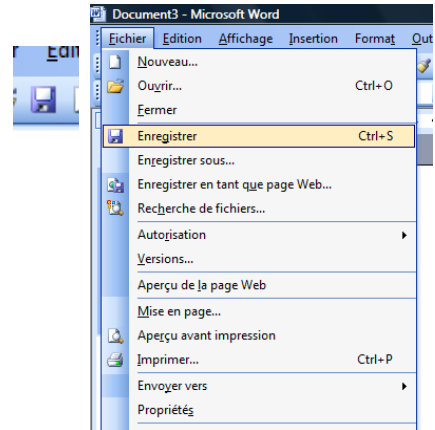 Document3 - Microsoft Word
Fichier Edition Affichage Insertion Format
Nouveau...
Ouvrir... Ctrl+O
Fermer
Enregistrer Ctrl+S
Enregistrer sous...
Enregistrer en tant que page Web...
Recherche de fichiers...
Autorisation
Versions...
Aperçu de la page Web
Mise en page...
Aperçu avant impression
Imprimer... Ctrl+P
Envoyer vers
Propriétés